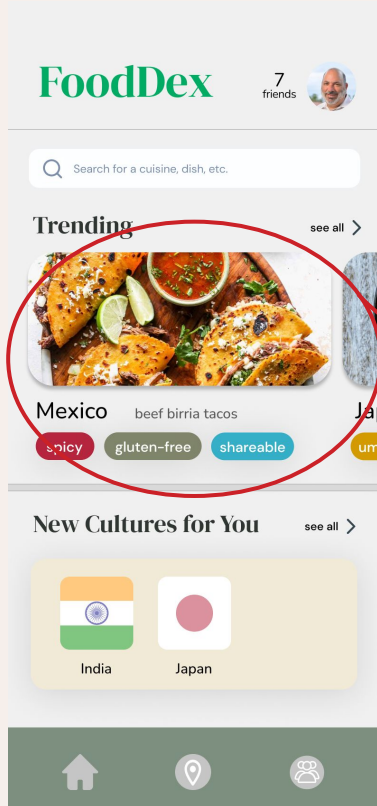 FoodDex
7
friends
Search for a cuisine, dish, etc.
Trending
see all
Mexico beef birria tacos
spicy gluten-free shareable
New Cultures for You
see all
India Japan